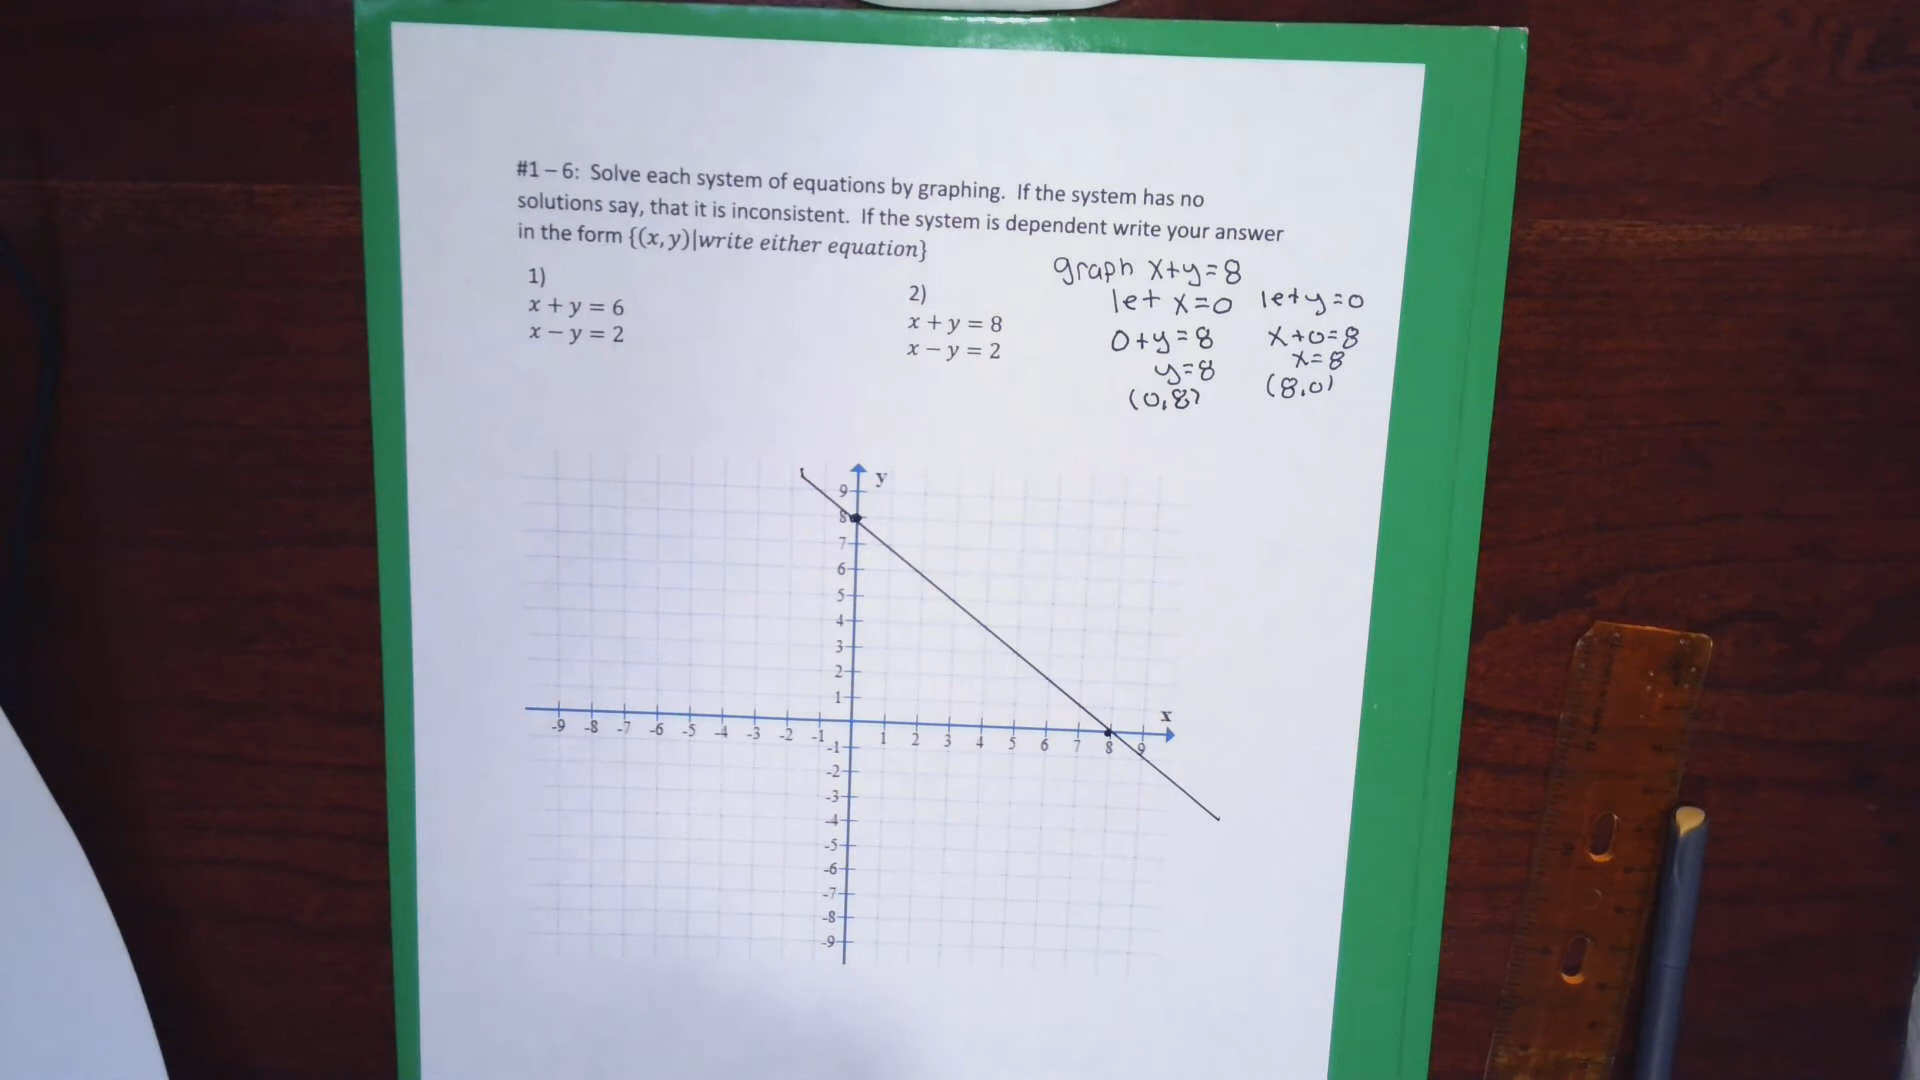 #1 – 6: Solve each system of equations by graphing. If the system has no
solutions say, that it is inconsistent. If the system is dependent write your answer
in the form {(x, y)|write either equation}
1)
x + y = 6
x − y = 2
2)
x + y = 8
x − y = 2
graph x+y=8
let x=0 let y=0
0+y=8 x+0=8
y=8 x=8
(0,8) (8,0)
y
9
8
7
6
5
4
3
2
1
x
-9 -8 -7 -6 -5 -4 -3 -2 -1 1 2 3 4 5 6 7 8 9
-1
-2
-3
-4
-5
-6
-7
-8
-9